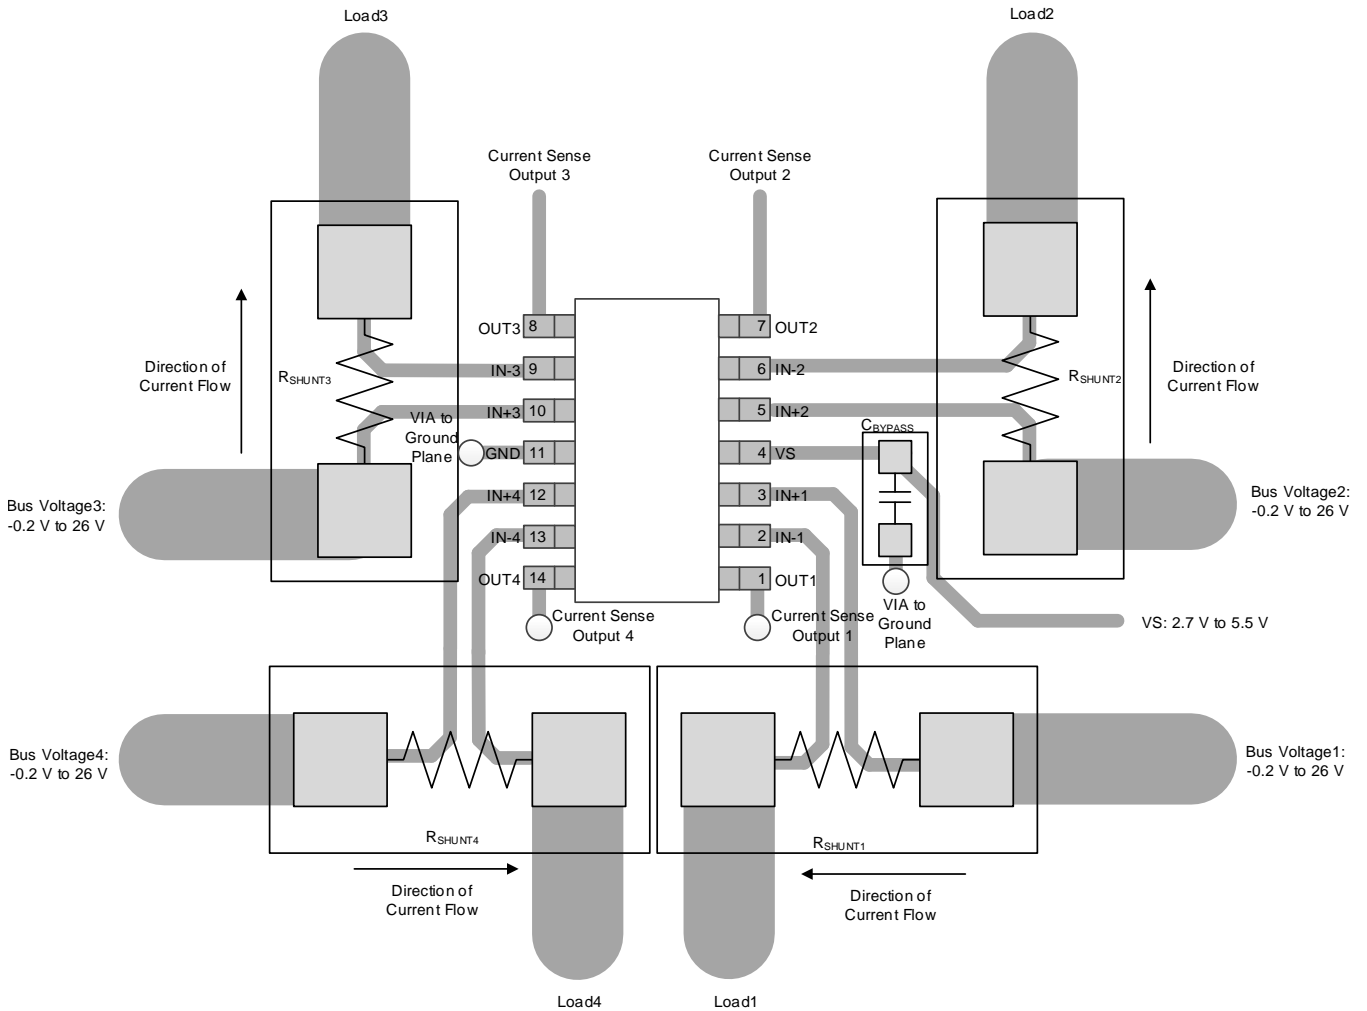 Load3
Load2
Current Sense
Output 3
Current Sense
Output 2
OUT3 8
7 OUT2
IN-3 9
6 IN-2
Direction of
Current Flow
RSHUNT3
RSHUNT2
Direction of
Current Flow
IN+3 10
5 IN+2
VIA to
Ground
Plane
CBYPASS
GND 11
4 VS
Bus Voltage3:
-0.2 V to 26 V
IN+4 12
3 IN+1
Bus Voltage2:
-0.2 V to 26 V
IN-4 13
2 IN-1
OUT4 14
1 OUT1
Current Sense
Output 4
Current Sense
Output 1
VIA to
Ground
Plane
VS: 2.7 V to 5.5 V
Bus Voltage4:
-0.2 V to 26 V
Bus Voltage1:
-0.2 V to 26 V
RSHUNT4
RSHUNT1
Direction of
Current Flow
Direction of
Current Flow
Load4
Load1